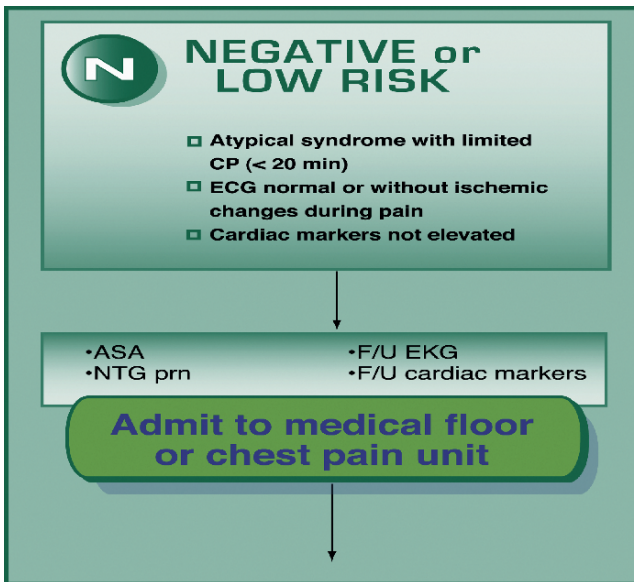 N
NEGATIVE or
LOW RISK
Atypical syndrome with limited
CP (< 20 min)
ECG normal or without ischemic
changes during pain
Cardiac markers not elevated
•ASA
•NTG prn
•F/U EKG
•F/U cardiac markers
Admit to medical floor
or chest pain unit